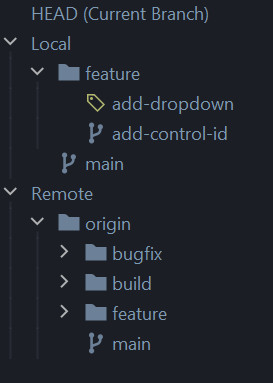 HEAD (Current Branch)
Local
feature
add-dropdown
add-control-id
main
Remote
origin
bugfix
build
feature
main